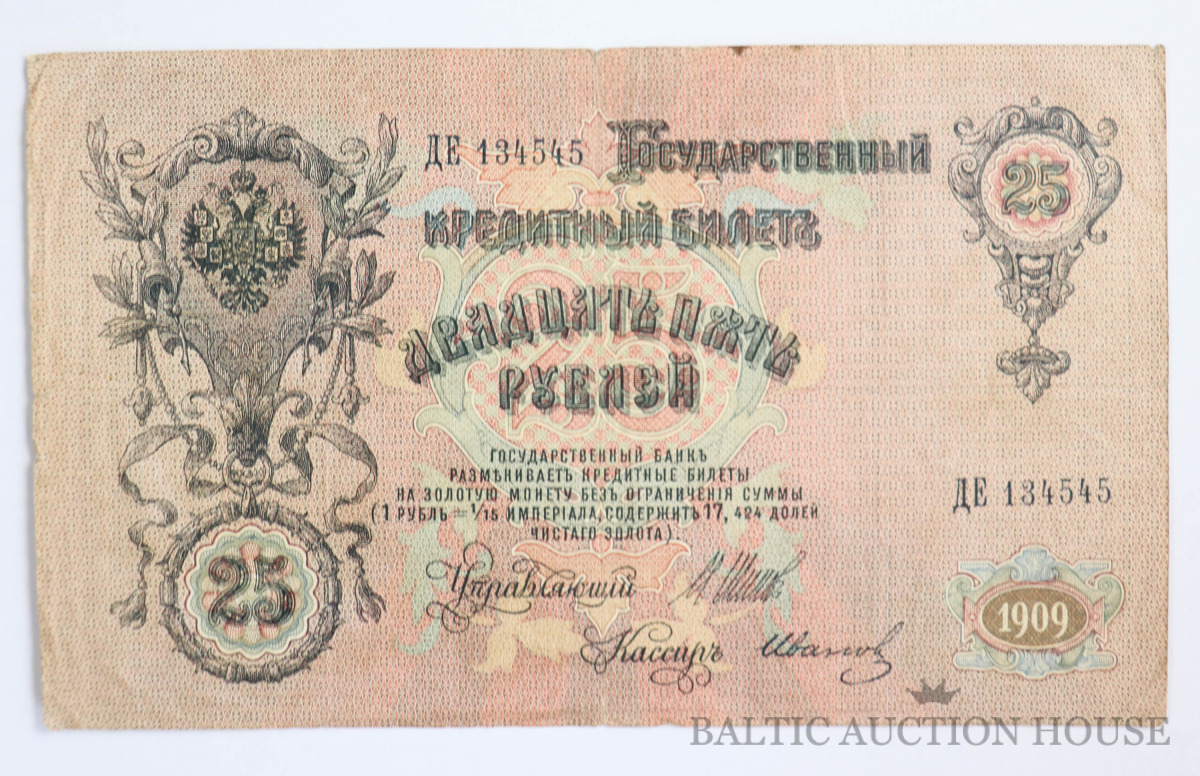 ДЕ 134545 Государственный
Кредитный Билетъ
25
Двадцать пять
рублей
Государственный Банкъ
размѣниваетъ кредитные билеты
на золотую монету безъ ограниченія суммы
(1 рубль = 1/15 имперіала, содержитъ 17, 424 долей
чистаго золота).
ДЕ 134545
Управляющій
И Шипов
25
1909
Кассиръ Иванов
BALTIC AUCTION HOUSE